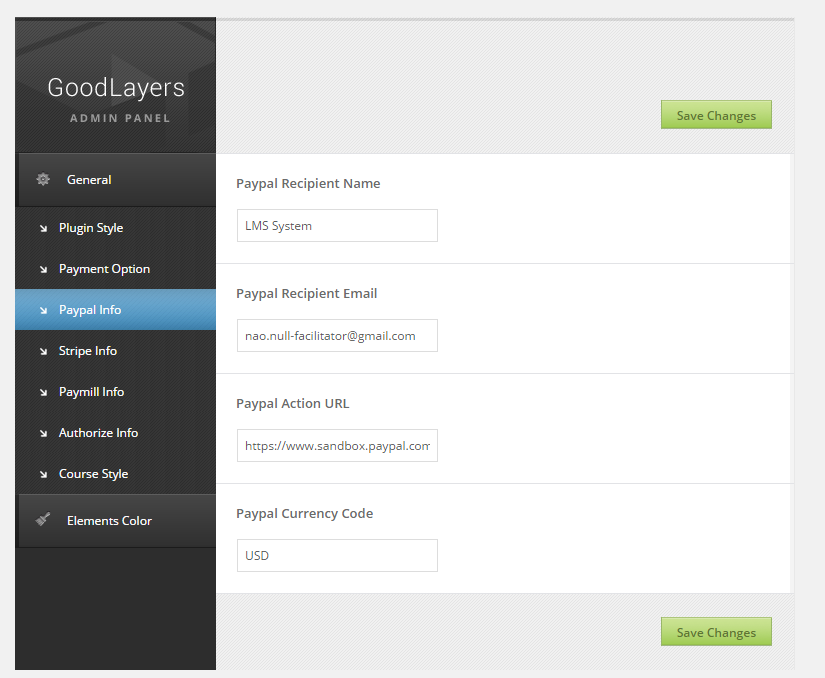 GoodLayers
ADMIN PANEL
Save Changes
General
Plugin Style
Payment Option
Paypal Info
Stripe Info
Paymill Info
Authorize Info
Course Style
Elements Color
Paypal Recipient Name
LMS System
Paypal Recipient Email
nao.null-facilitator@gmail.com
Paypal Action URL
https://www.sandbox.paypal.com
Paypal Currency Code
USD
Save Changes